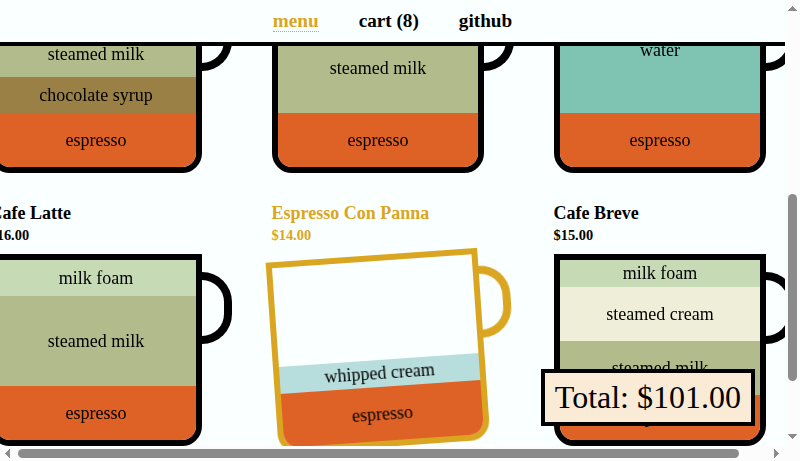 menu cart (8) github
steamed milk
chocolate syrup
espresso
steamed milk
espresso
water
espresso
Cafe Latte
$16.00
milk foam
steamed milk
espresso
Espresso Con Panna
$14.00
whipped cream
espresso
Cafe Breve
$15.00
milk foam
steamed cream
steamed milk
Total: $101.00